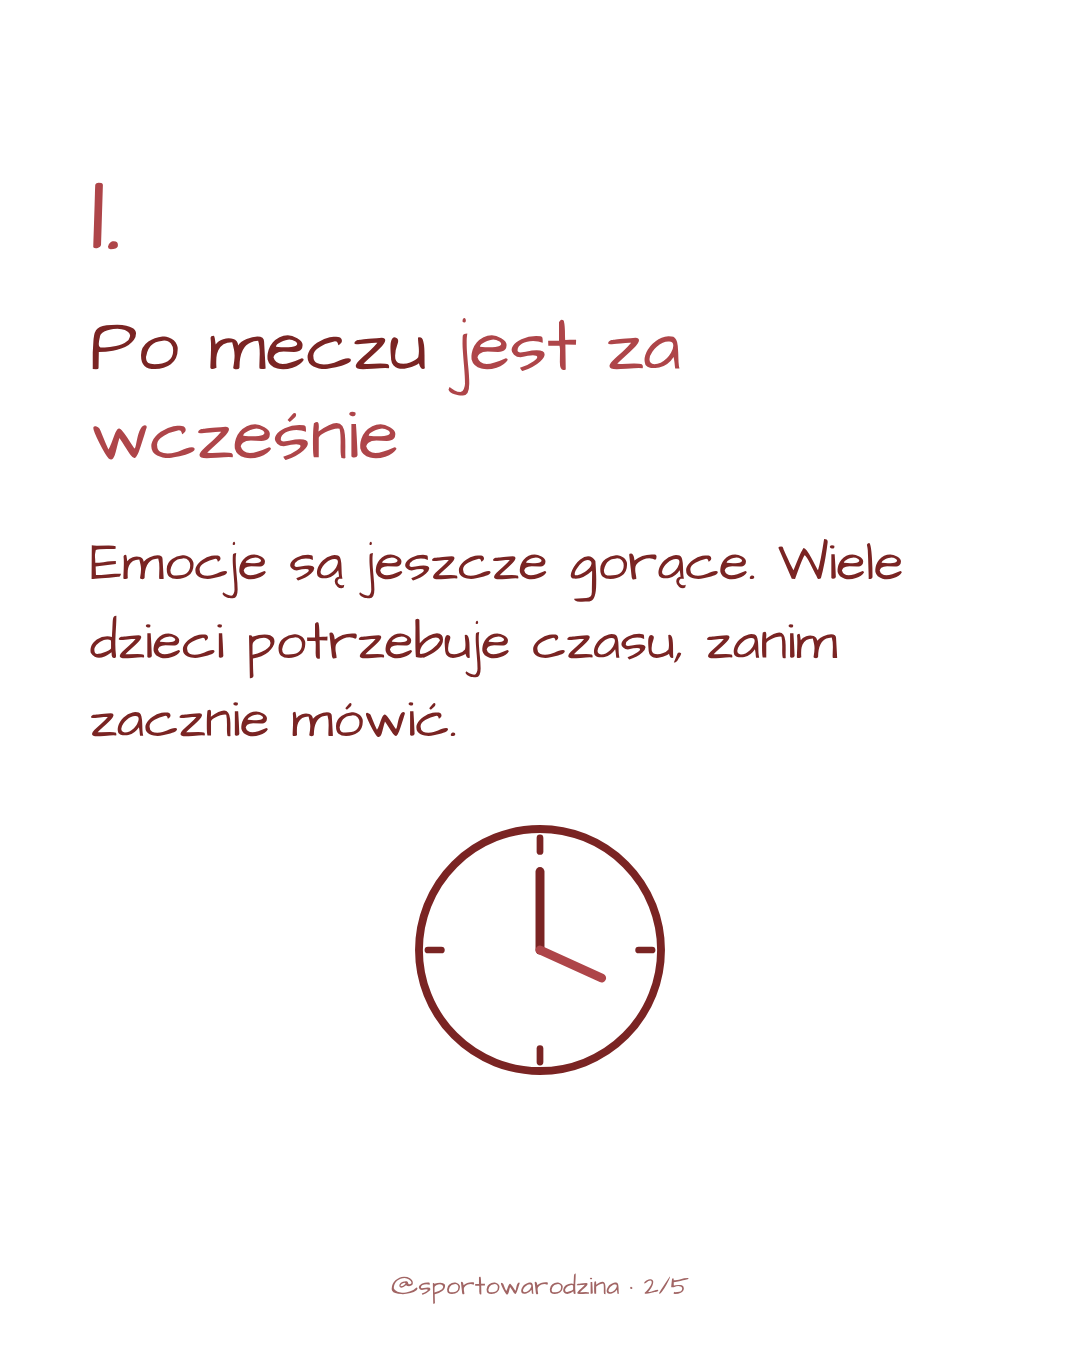 1.
Po meczu jest za
wcześnie
Emocje są jeszcze gorące. Wiele
dzieci potrzebuje czasu, zanim
zacznie mówić.
@sportowarodzina · 2/5